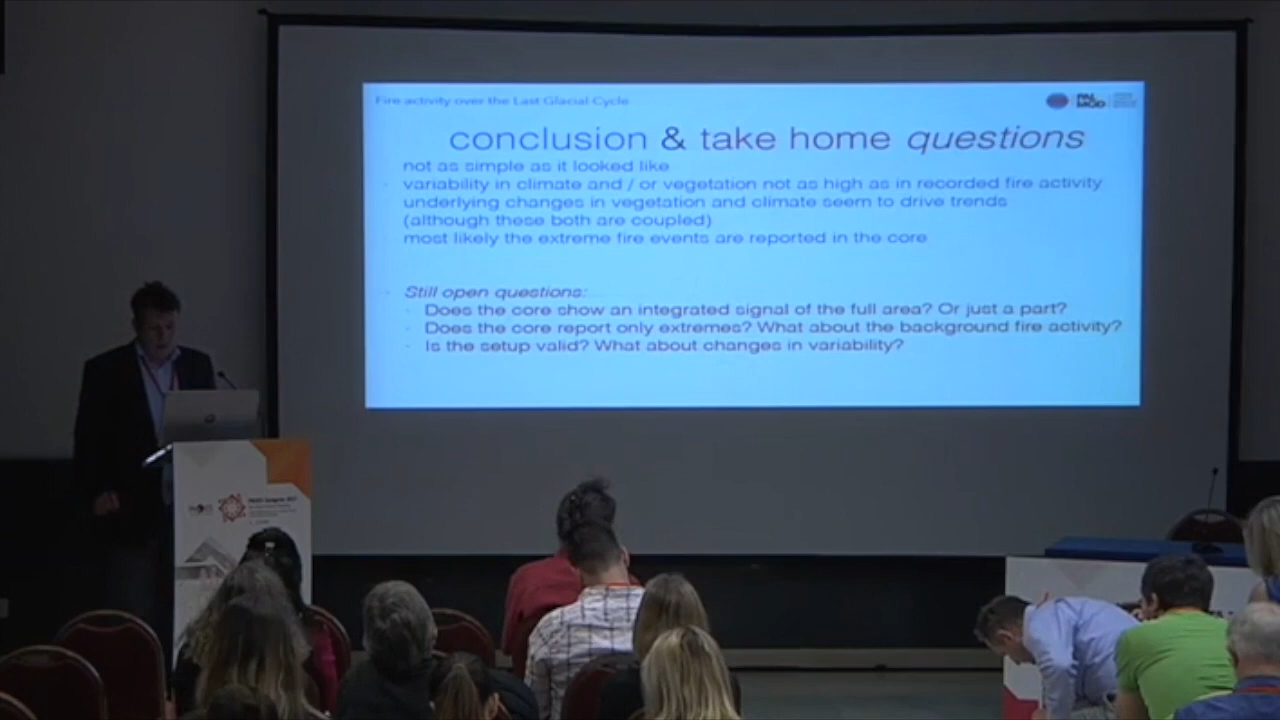 Fire activity over the Last Glacial Cycle
PAL
MOD
conclusion & take home questions
not as simple as it looked like
variability in climate and / or vegetation not as high as in recorded fire activity
underlying changes in vegetation and climate seem to drive trends
(although these both are coupled)
most likely the extreme fire events are reported in the core
Still open questions:
Does the core show an integrated signal of the full area? Or just a part?
Does the core report only extremes? What about the background fire activity?
Is the setup valid? What about changes in variability?